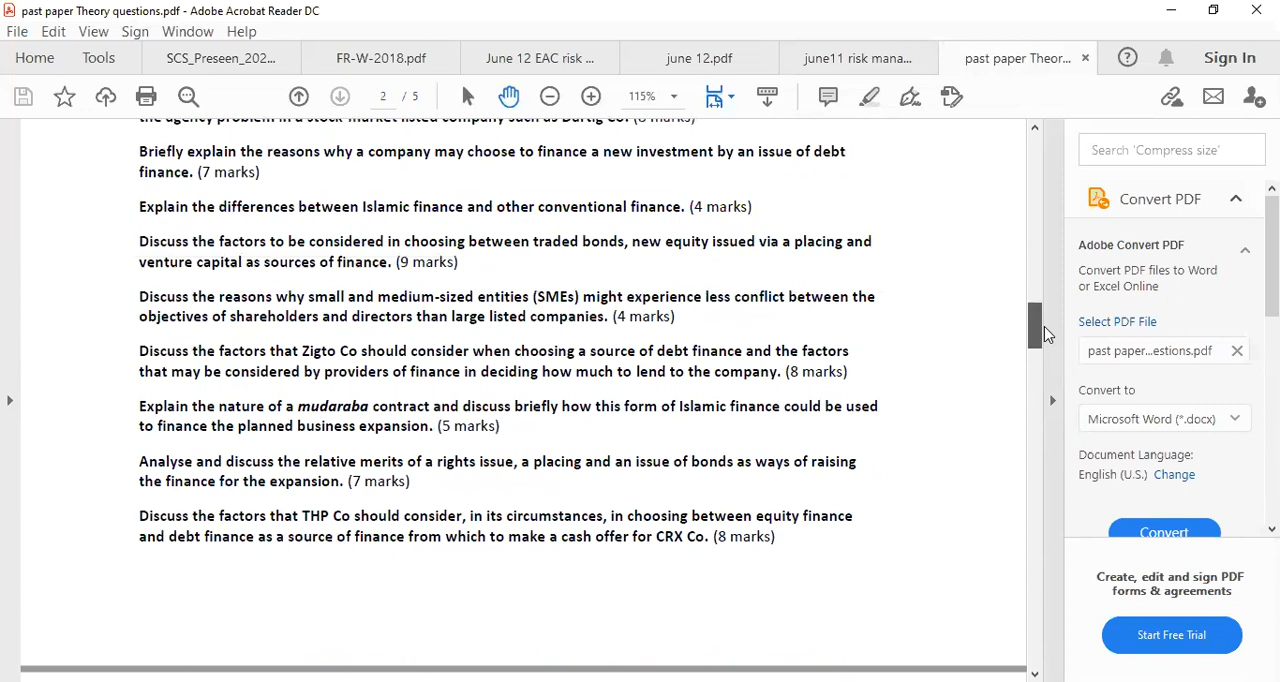 past paper Theory questions.pdf - Adobe Acrobat Reader DC
File Edit View Sign Window Help
Home Tools SCS_Preseen_202... FR-W-2018.pdf June 12 EAC risk ... june 12.pdf june11 risk mana... past paper Theor... × ? Sign In
2 / 5 115%
the agency problem in a stock-market listed company such as Dartig Co. (8 marks)
Briefly explain the reasons why a company may choose to finance a new investment by an issue of debt
finance. (7 marks)
Explain the differences between Islamic finance and other conventional finance. (4 marks)
Discuss the factors to be considered in choosing between traded bonds, new equity issued via a placing and
venture capital as sources of finance. (9 marks)
Discuss the reasons why small and medium-sized entities (SMEs) might experience less conflict between the
objectives of shareholders and directors than large listed companies. (4 marks)
Discuss the factors that Zigto Co should consider when choosing a source of debt finance and the factors
that may be considered by providers of finance in deciding how much to lend to the company. (8 marks)
Explain the nature of a mudaraba contract and discuss briefly how this form of Islamic finance could be used
to finance the planned business expansion. (5 marks)
Analyse and discuss the relative merits of a rights issue, a placing and an issue of bonds as ways of raising
the finance for the expansion. (7 marks)
Discuss the factors that THP Co should consider, in its circumstances, in choosing between equity finance
and debt finance as a source of finance from which to make a cash offer for CRX Co. (8 marks)
Search 'Compress size'
Convert PDF
Adobe Convert PDF
Convert PDF files to Word
or Excel Online
Select PDF File
past paper...estions.pdf
Convert to
Microsoft Word (*.docx)
Document Language:
English (U.S.) Change
Convert
Create, edit and sign PDF
forms & agreements
Start Free Trial